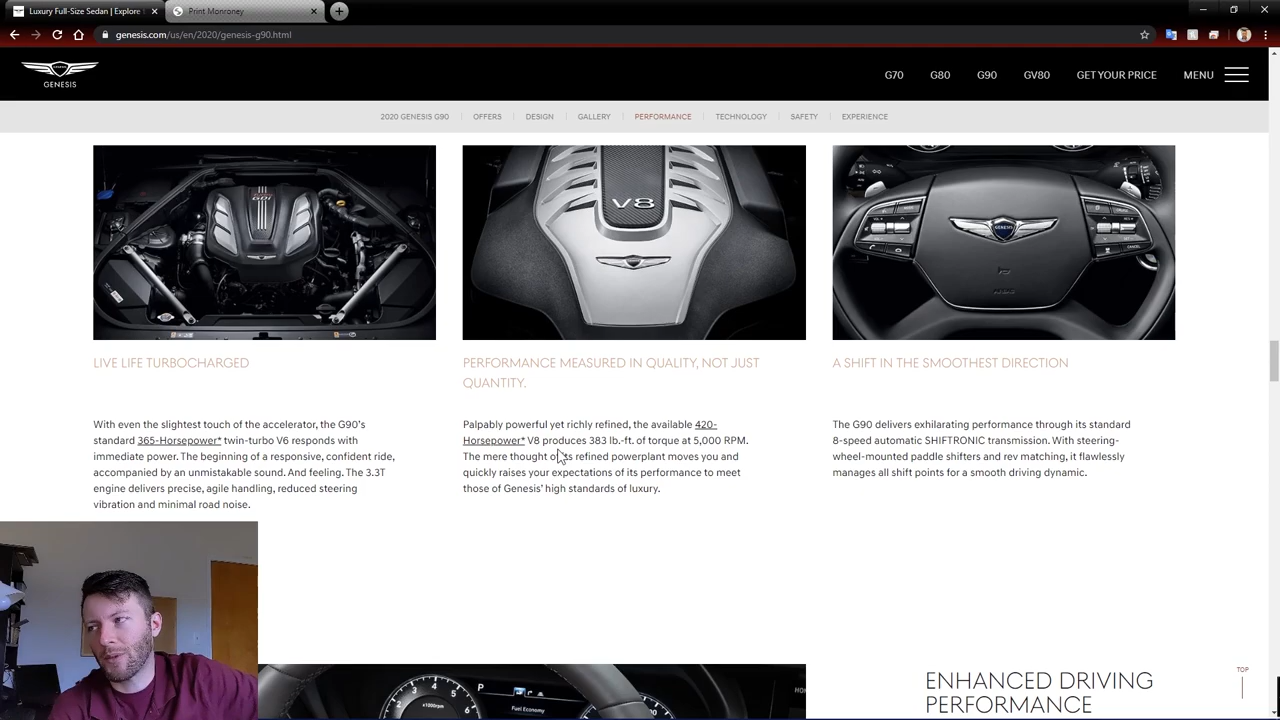 Luxury Full-Size Sedan | Explore
Print Monroney
genesis.com/us/en/2020/genesis-g90.html
GENESIS
G70 G80 G90 GV80 GET YOUR PRICE MENU
2020 GENESIS G90 OFFERS DESIGN GALLERY PERFORMANCE TECHNOLOGY SAFETY EXPERIENCE
V8
GENESIS
LIVE LIFE TURBOCHARGED
With even the slightest touch of the accelerator, the G90's
standard 365-Horsepower* twin-turbo V6 responds with
immediate power. The beginning of a responsive, confident ride,
accompanied by an unmistakable sound. And feeling. The 3.3T
engine delivers precise, agile handling, reduced steering
vibration and minimal road noise.
PERFORMANCE MEASURED IN QUALITY, NOT JUST
QUANTITY.
Palpably powerful yet richly refined, the available 420-
Horsepower* V8 produces 383 lb.-ft. of torque at 5,000 RPM.
The mere thought of its refined powerplant moves you and
quickly raises your expectations of its performance to meet
those of Genesis' high standards of luxury.
A SHIFT IN THE SMOOTHEST DIRECTION
The G90 delivers exhilarating performance through its standard
8-speed automatic SHIFTRONIC transmission. With steering-
wheel-mounted paddle shifters and rev matching, it flawlessly
manages all shift points for a smooth driving dynamic.
TOP
ENHANCED DRIVING
PERFORMANCE
2 3 4 5 6
x1000rpm
P
Fuel Economy